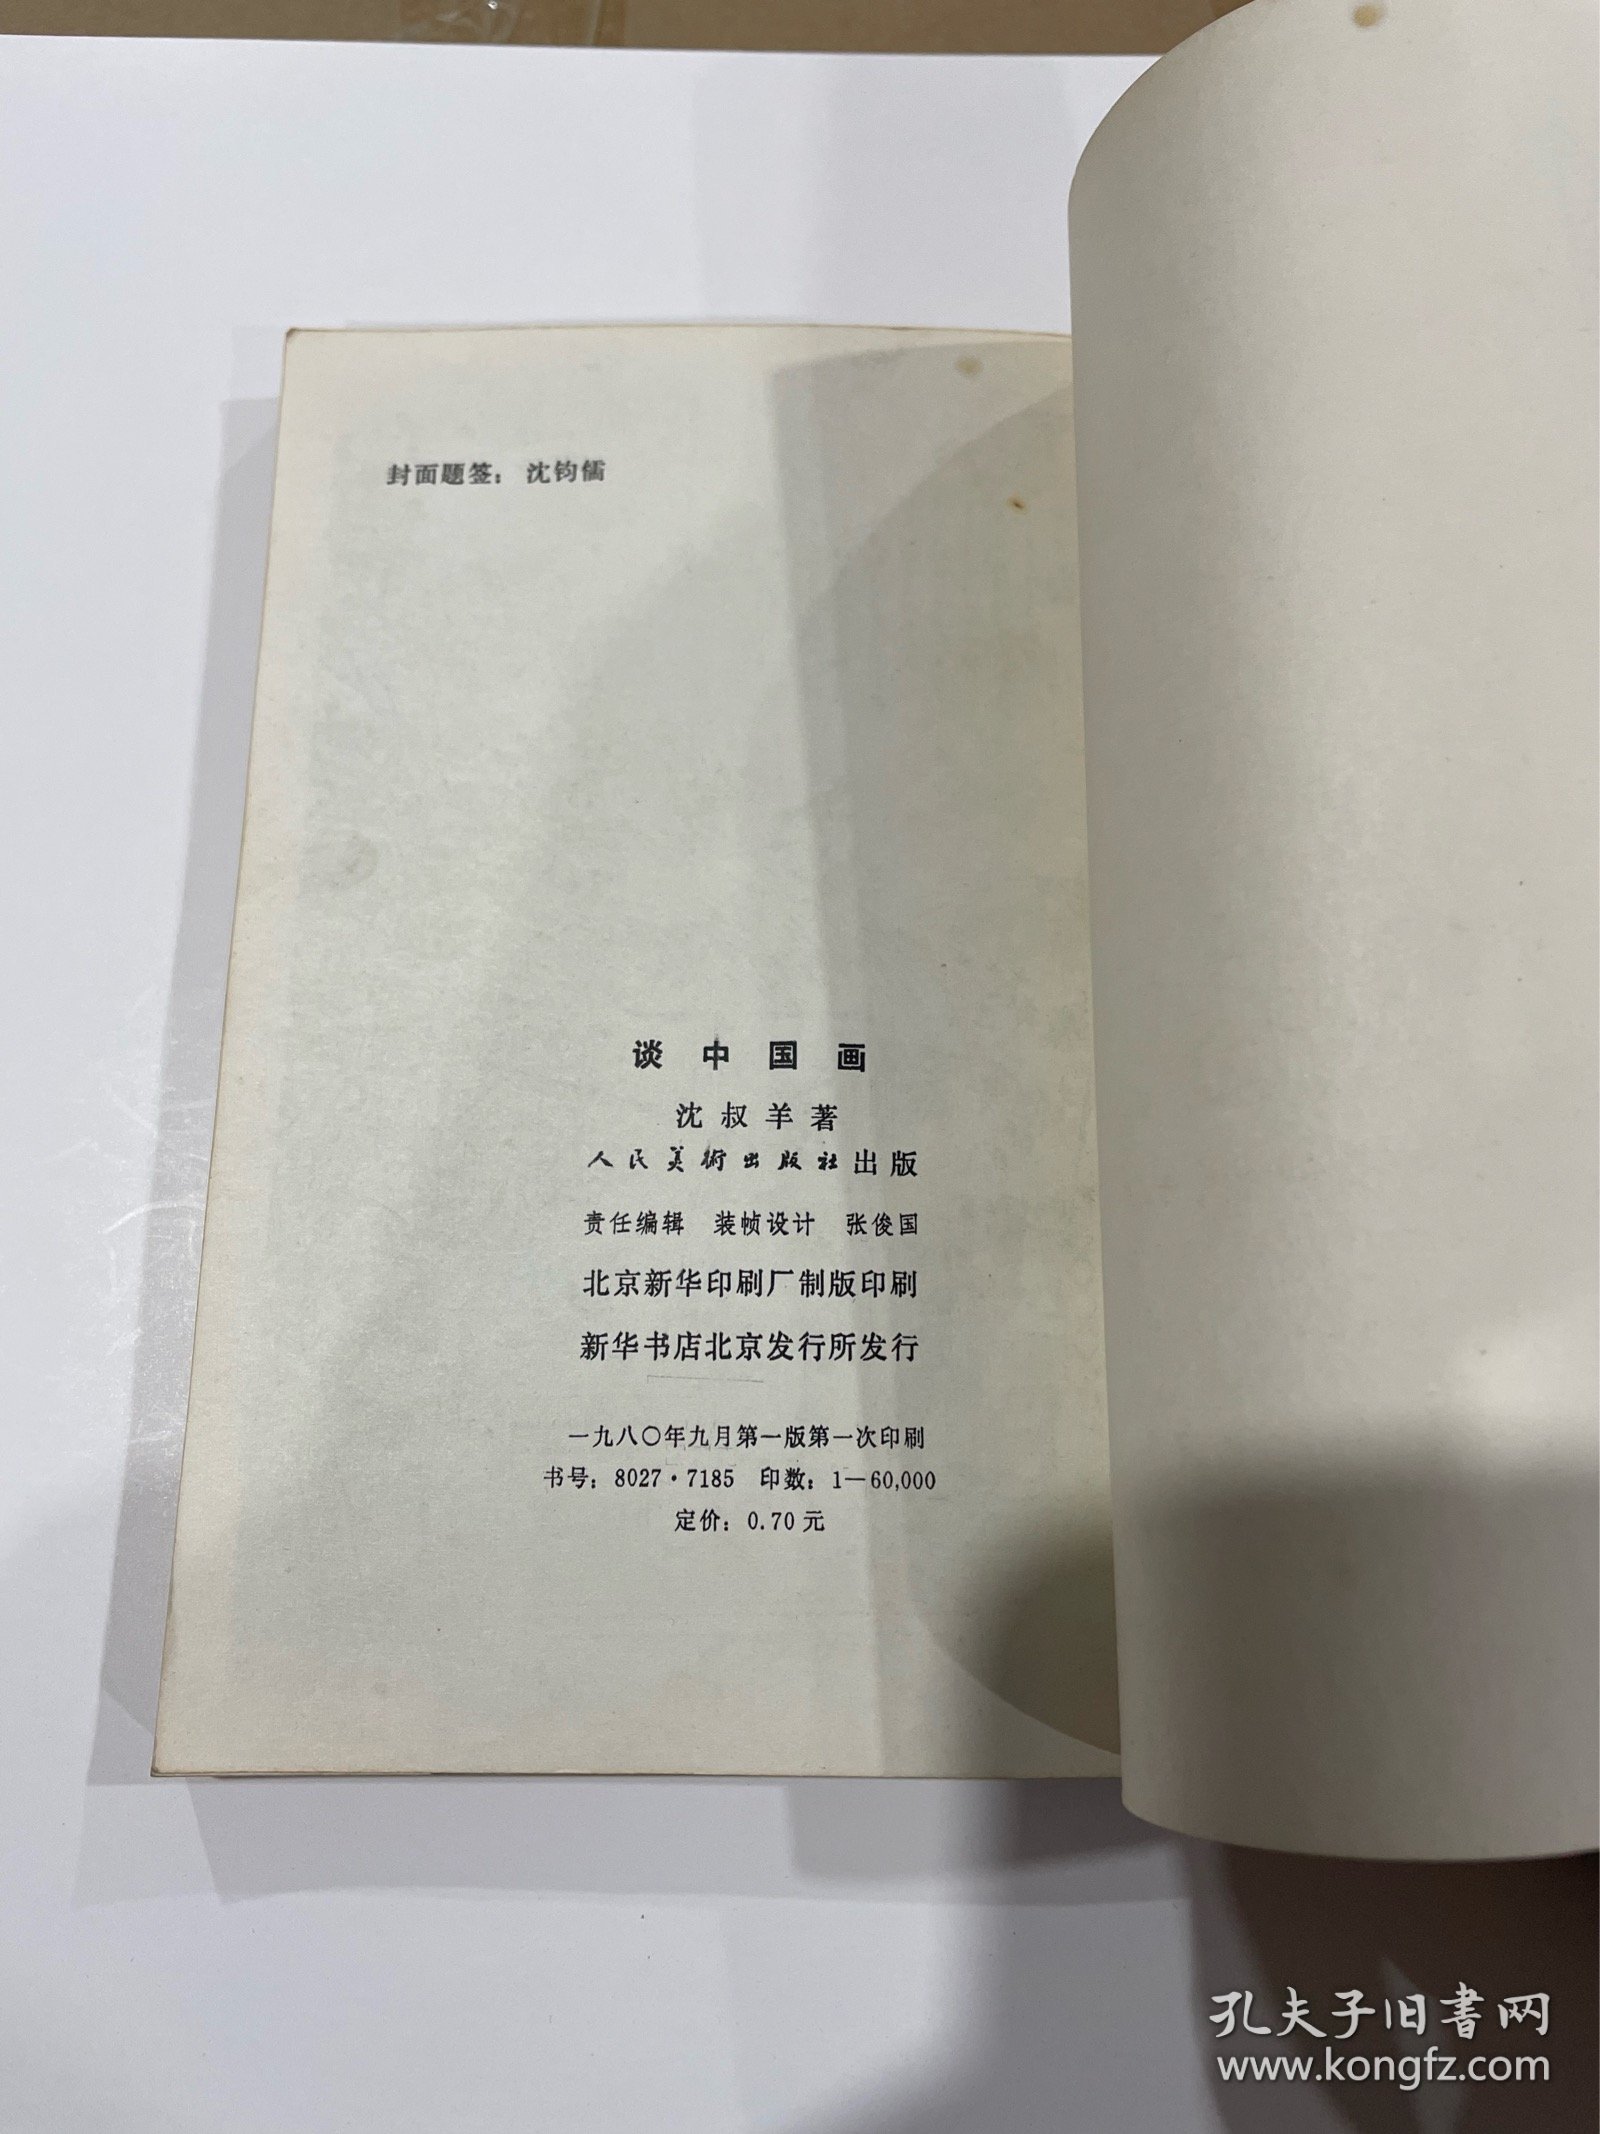 封面题签：沈钧儒
谈中国画
沈叔羊著
人民美術出版社出版
责任编辑 装帧设计 张俊国
北京新华印刷厂制版印刷
新华书店北京发行所发行
一九八〇年九月第一版第一次印刷
书号：8027·7185 印数：1—60,000
定价：0.70元
孔夫子旧書网
www.kongfz.com